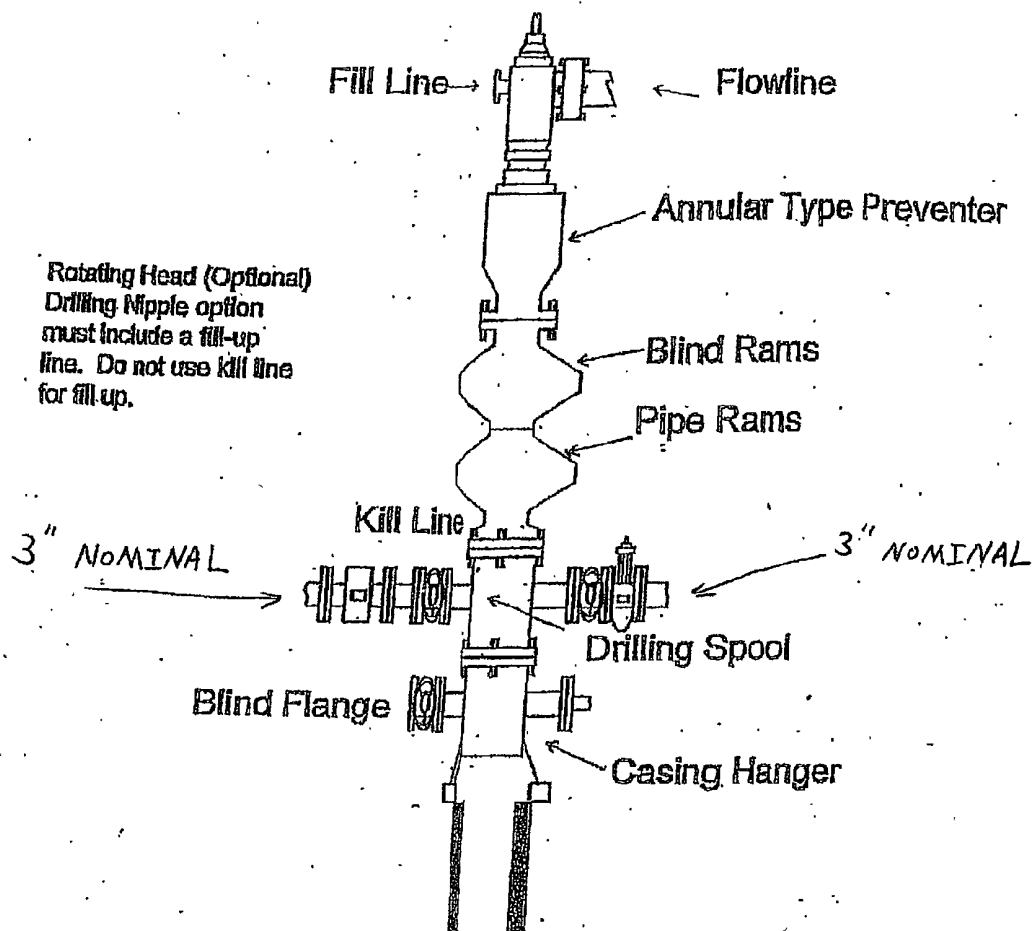 Fill Line
Flowline
Annular Type Preventer
Rotating Head (Optional)
Drilling Nipple option
must include a fill-up
line. Do not use kill line
for fill up.
Blind Rams
Pipe Rams
Kill Line
3" NOMINAL
3" NOMINAL
Drilling Spool
Blind Flange
Casing Hanger